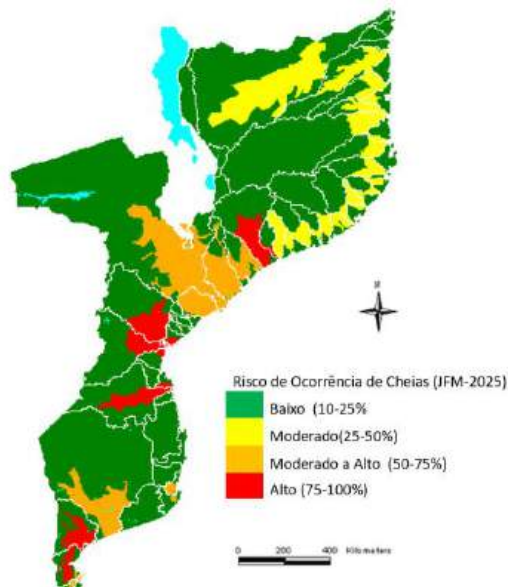 N
Risco de Ocorrência de Cheias (JFM-2025)
Baixo (10-25%
Moderado(25-50%)
Moderado a Alto (50-75%)
Alto (75-100%)
0 200 400 Kilometers